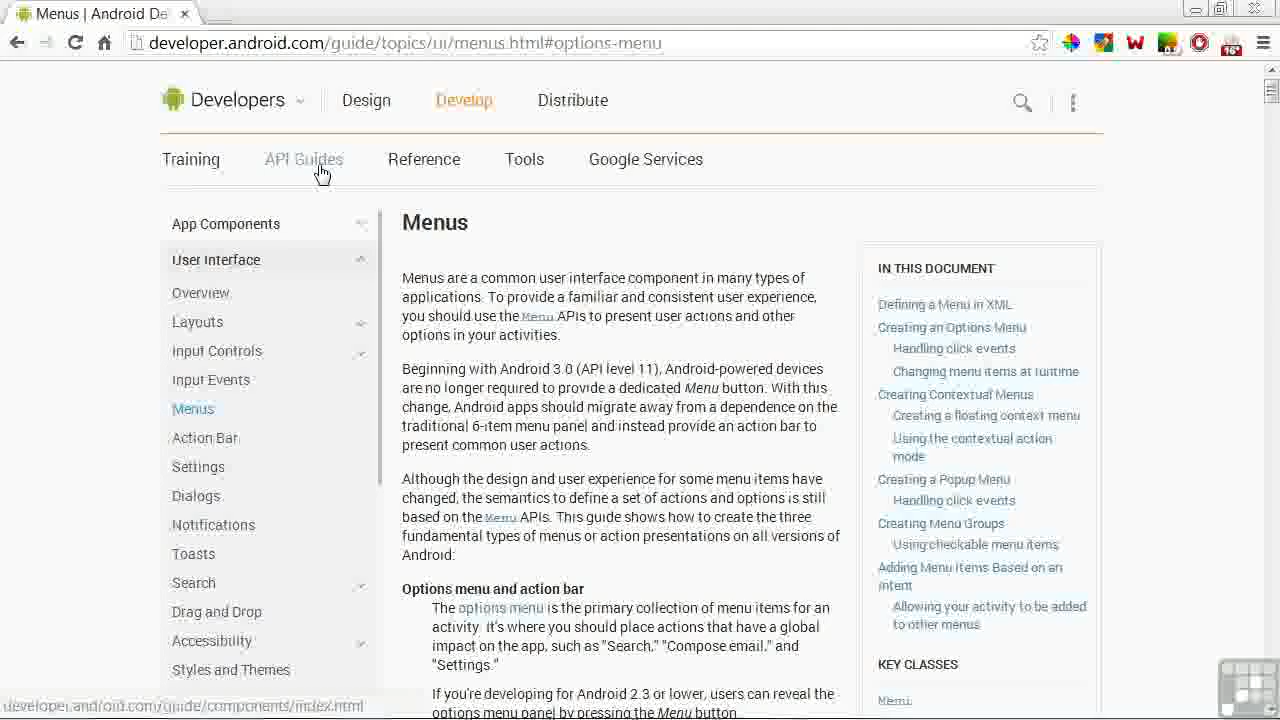 Menus | Android De
developer.android.com/guide/topics/ui/menus.html#options-menu
Developers
Design
Develop
Distribute
Training
API Guides
Reference
Tools
Google Services
App Components
User Interface
Overview
Layouts
Input Controls
Input Events
Menus
Action Bar
Settings
Dialogs
Notifications
Toasts
Search
Drag and Drop
Accessibility
Styles and Themes
Menus
Menus are a common user interface component in many types of
applications. To provide a familiar and consistent user experience,
you should use the Menu APIs to present user actions and other
options in your activities.
Beginning with Android 3.0 (API level 11), Android-powered devices
are no longer required to provide a dedicated Menu button. With this
change, Android apps should migrate away from a dependence on the
traditional 6-item menu panel and instead provide an action bar to
present common user actions.
Although the design and user experience for some menu items have
changed, the semantics to define a set of actions and options is still
based on the Menu APIs. This guide shows how to create the three
fundamental types of menus or action presentations on all versions of
Android:
Options menu and action bar
The options menu is the primary collection of menu items for an
activity. It's where you should place actions that have a global
impact on the app, such as "Search," "Compose email," and
"Settings."
If you're developing for Android 2.3 or lower, users can reveal the
options menu panel by pressing the Menu button.
IN THIS DOCUMENT
Defining a Menu in XML
Creating an Options Menu
Handling click events
Changing menu items at runtime
Creating Contextual Menus
Creating a floating context menu
Using the contextual action
mode
Creating a Popup Menu
Handling click events
Creating Menu Groups
Using checkable menu items
Adding Menu Items Based on an
Intent
Allowing your activity to be added
to other menus
KEY CLASSES
Menu
developer.android.com/guide/components/index.html